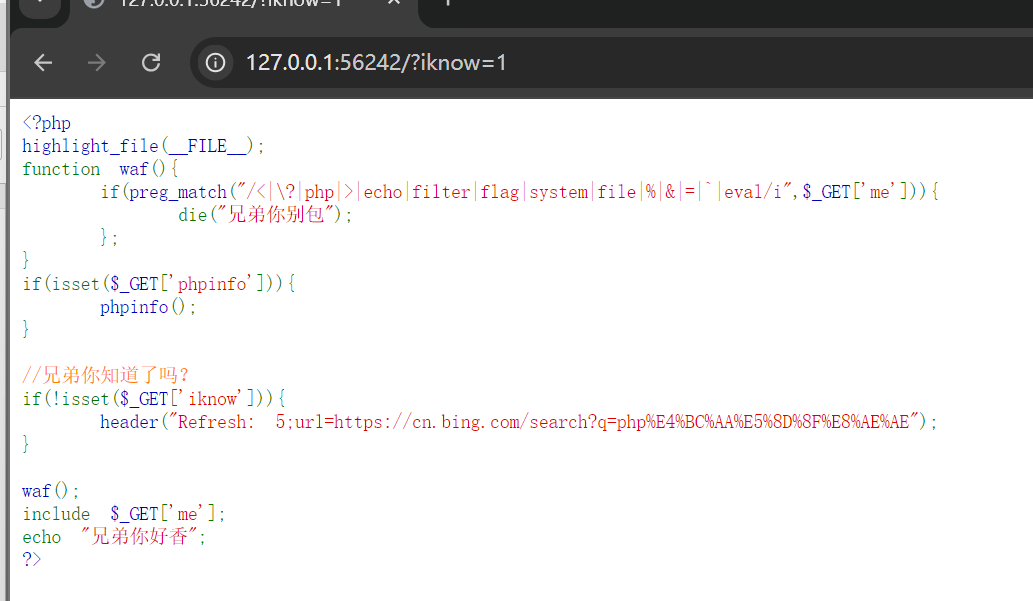 127.0.0.1:56242/?iknow=1
127.0.0.1:56242/?iknow=1
<?php
highlight_file(__FILE__);
function waf(){
        if(preg_match("/<|\?|php|>|echo|filter|flag|system|file|%|&|=|`|eval/i",$_GET['me'])){
                die("兄弟你别包");
        };
}
if(isset($_GET['phpinfo'])){
        phpinfo();
}

//兄弟你知道了吗?
if(!isset($_GET['iknow'])){
        header("Refresh: 5;url=https://cn.bing.com/search?q=php%E4%BC%AA%E5%8D%8F%E8%AE%AE");
}

waf();
include $_GET['me'];
echo "兄弟你好香";
?>